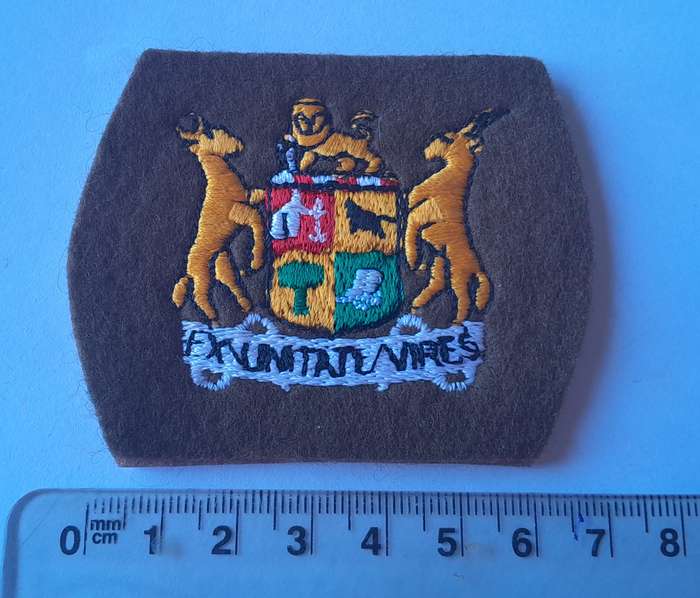 EX UNITATE VIRES
0 mm 1 2 3 4 5 6 7 8
cm